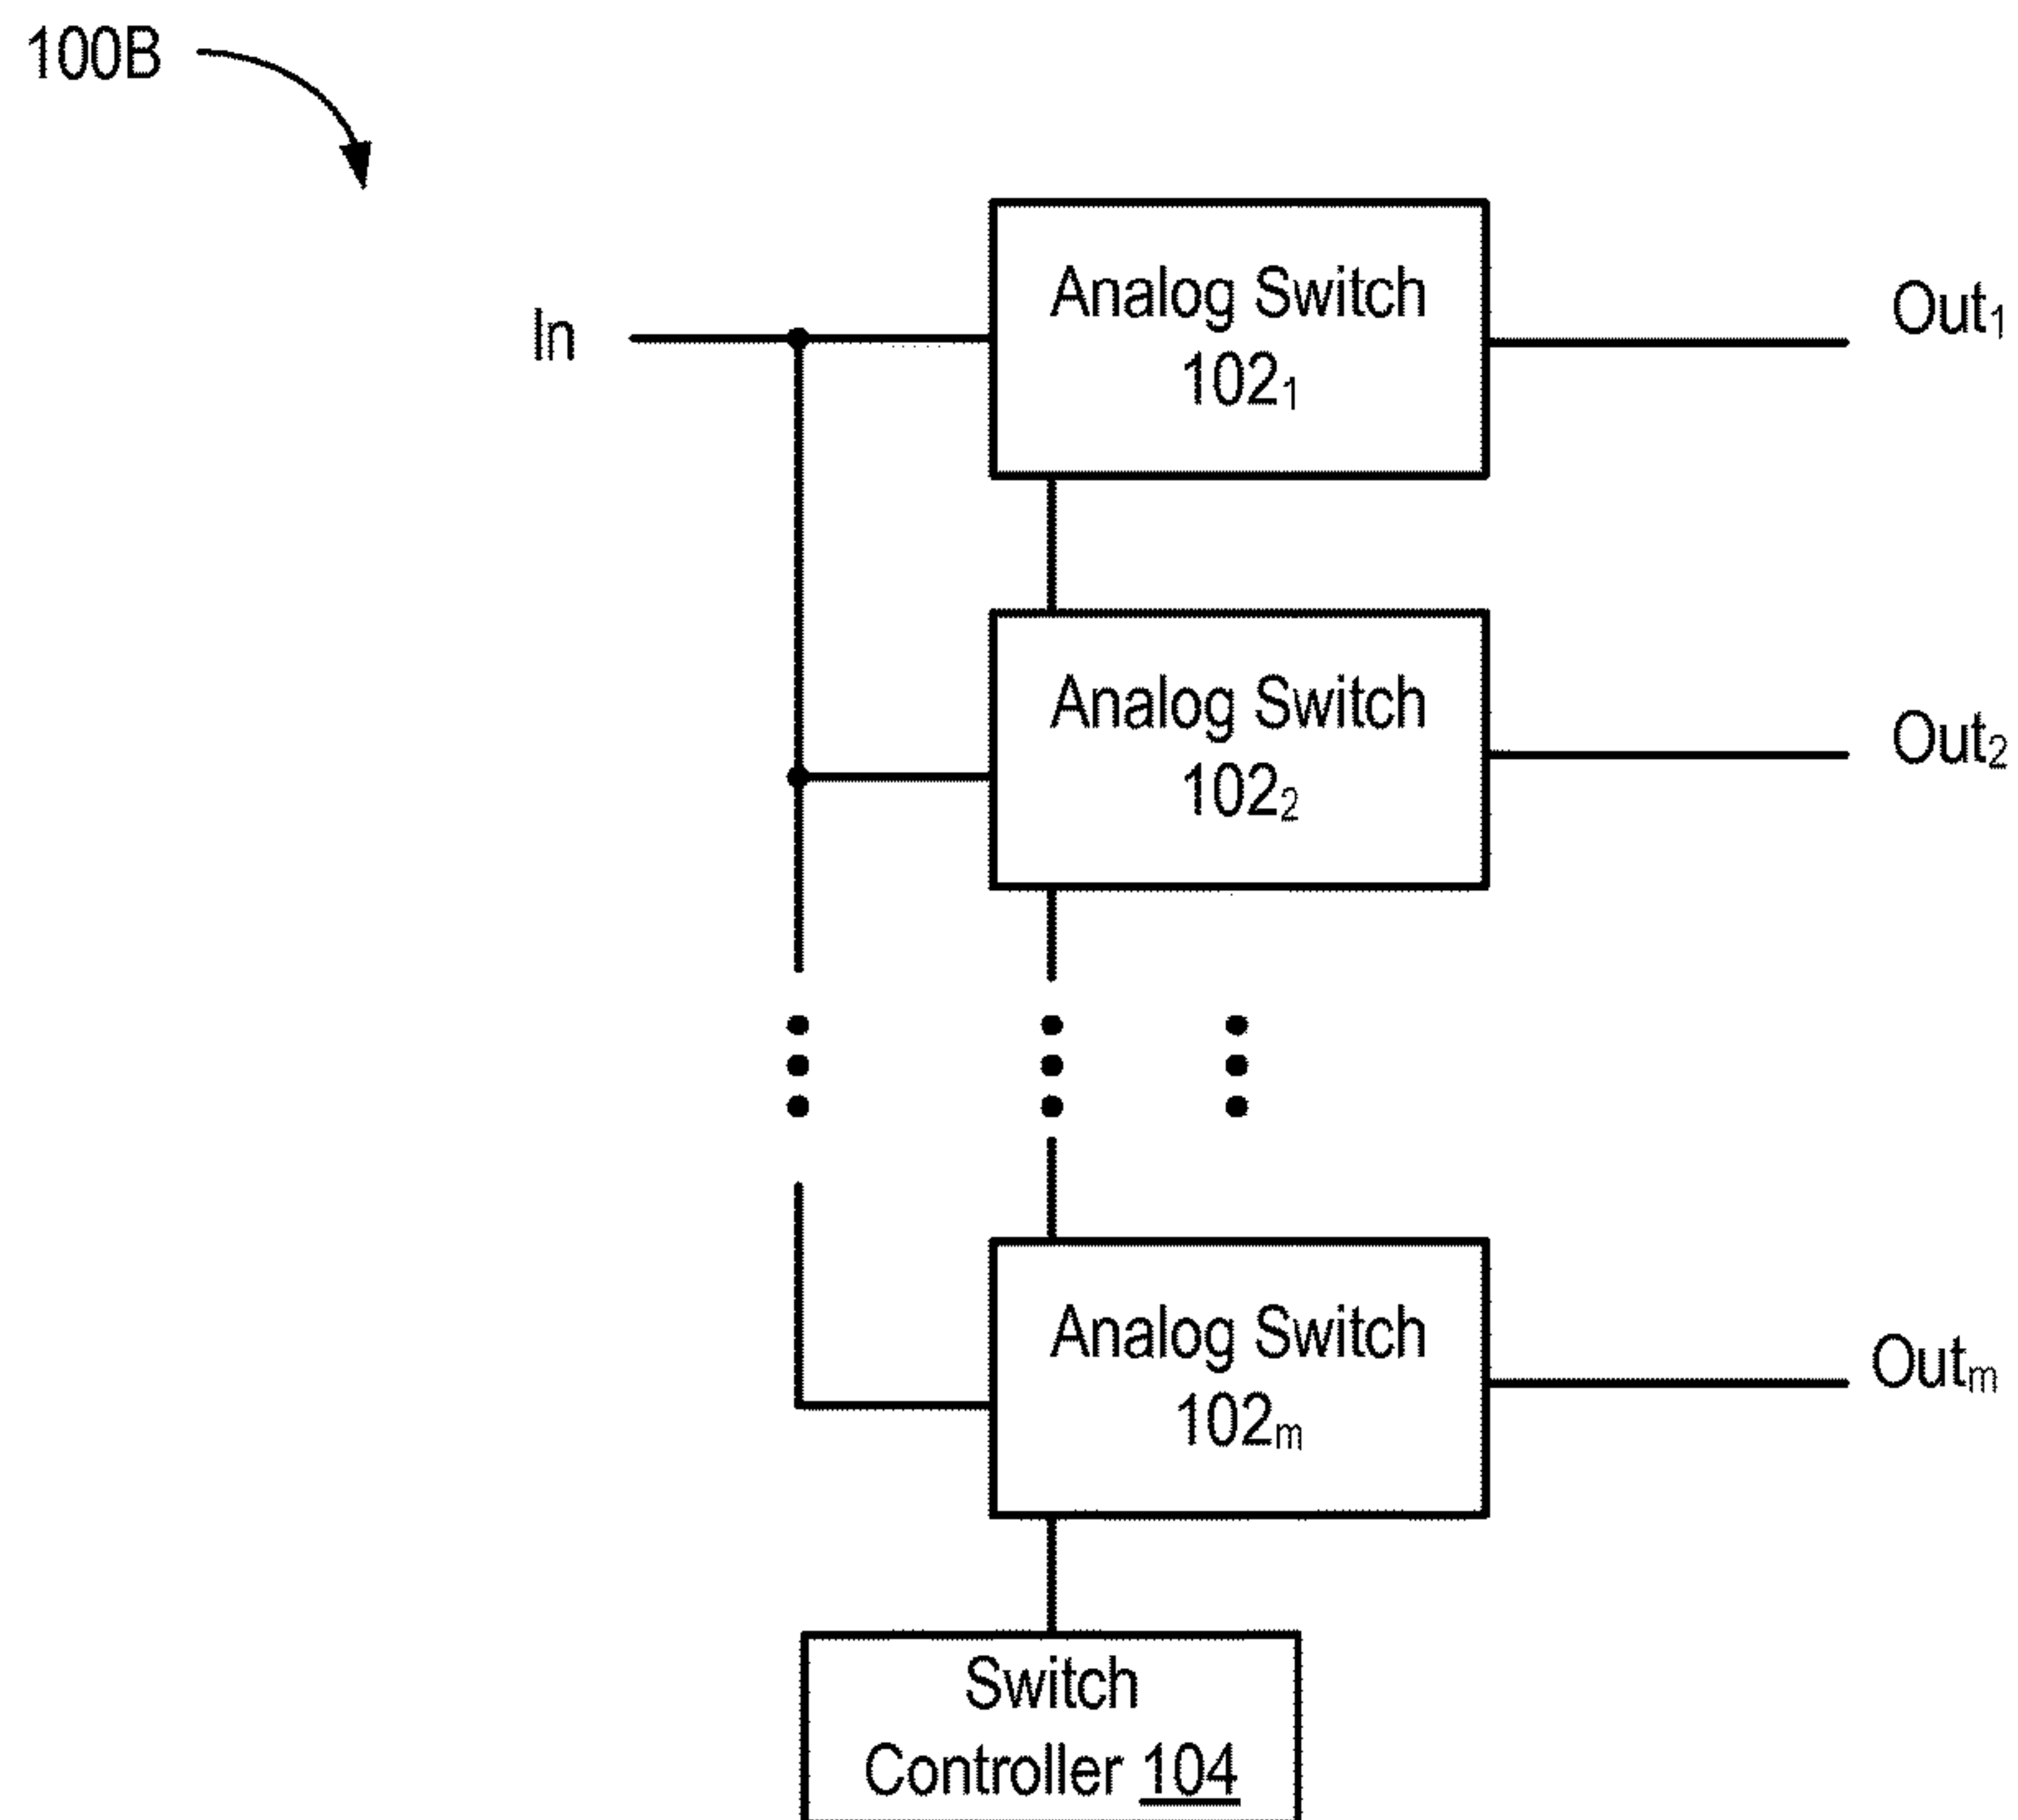 100B
In
Analog Switch
102₁
Out₁
Analog Switch
102₂
Out₂
Analog Switch
102ₘ
Outₘ
Switch
Controller 104